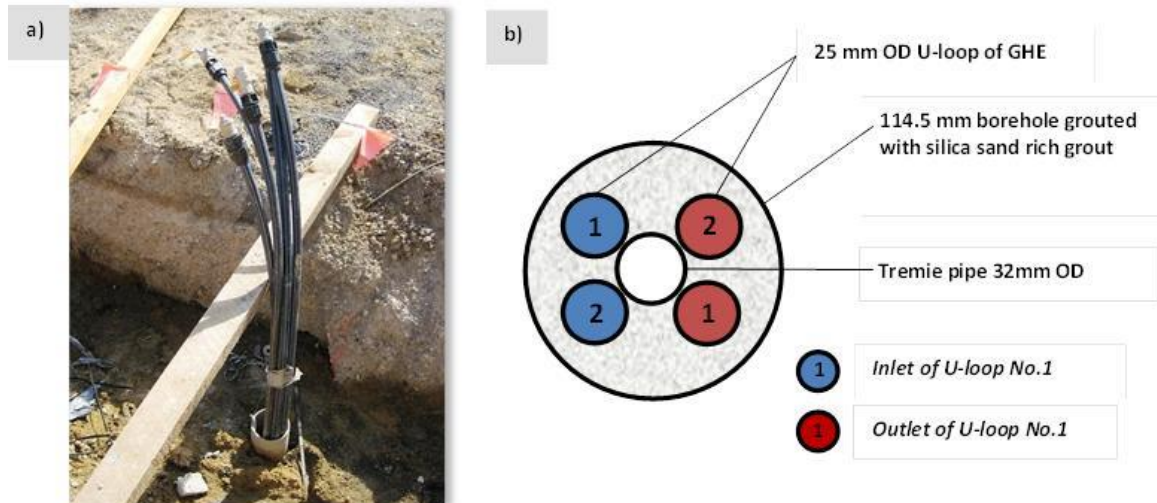 a)
b)
25 mm OD U-loop of GHE
114.5 mm borehole grouted
with silica sand rich grout
1
2
Tremie pipe 32mm OD
2
1
1
Inlet of U-loop No.1
1
Outlet of U-loop No.1